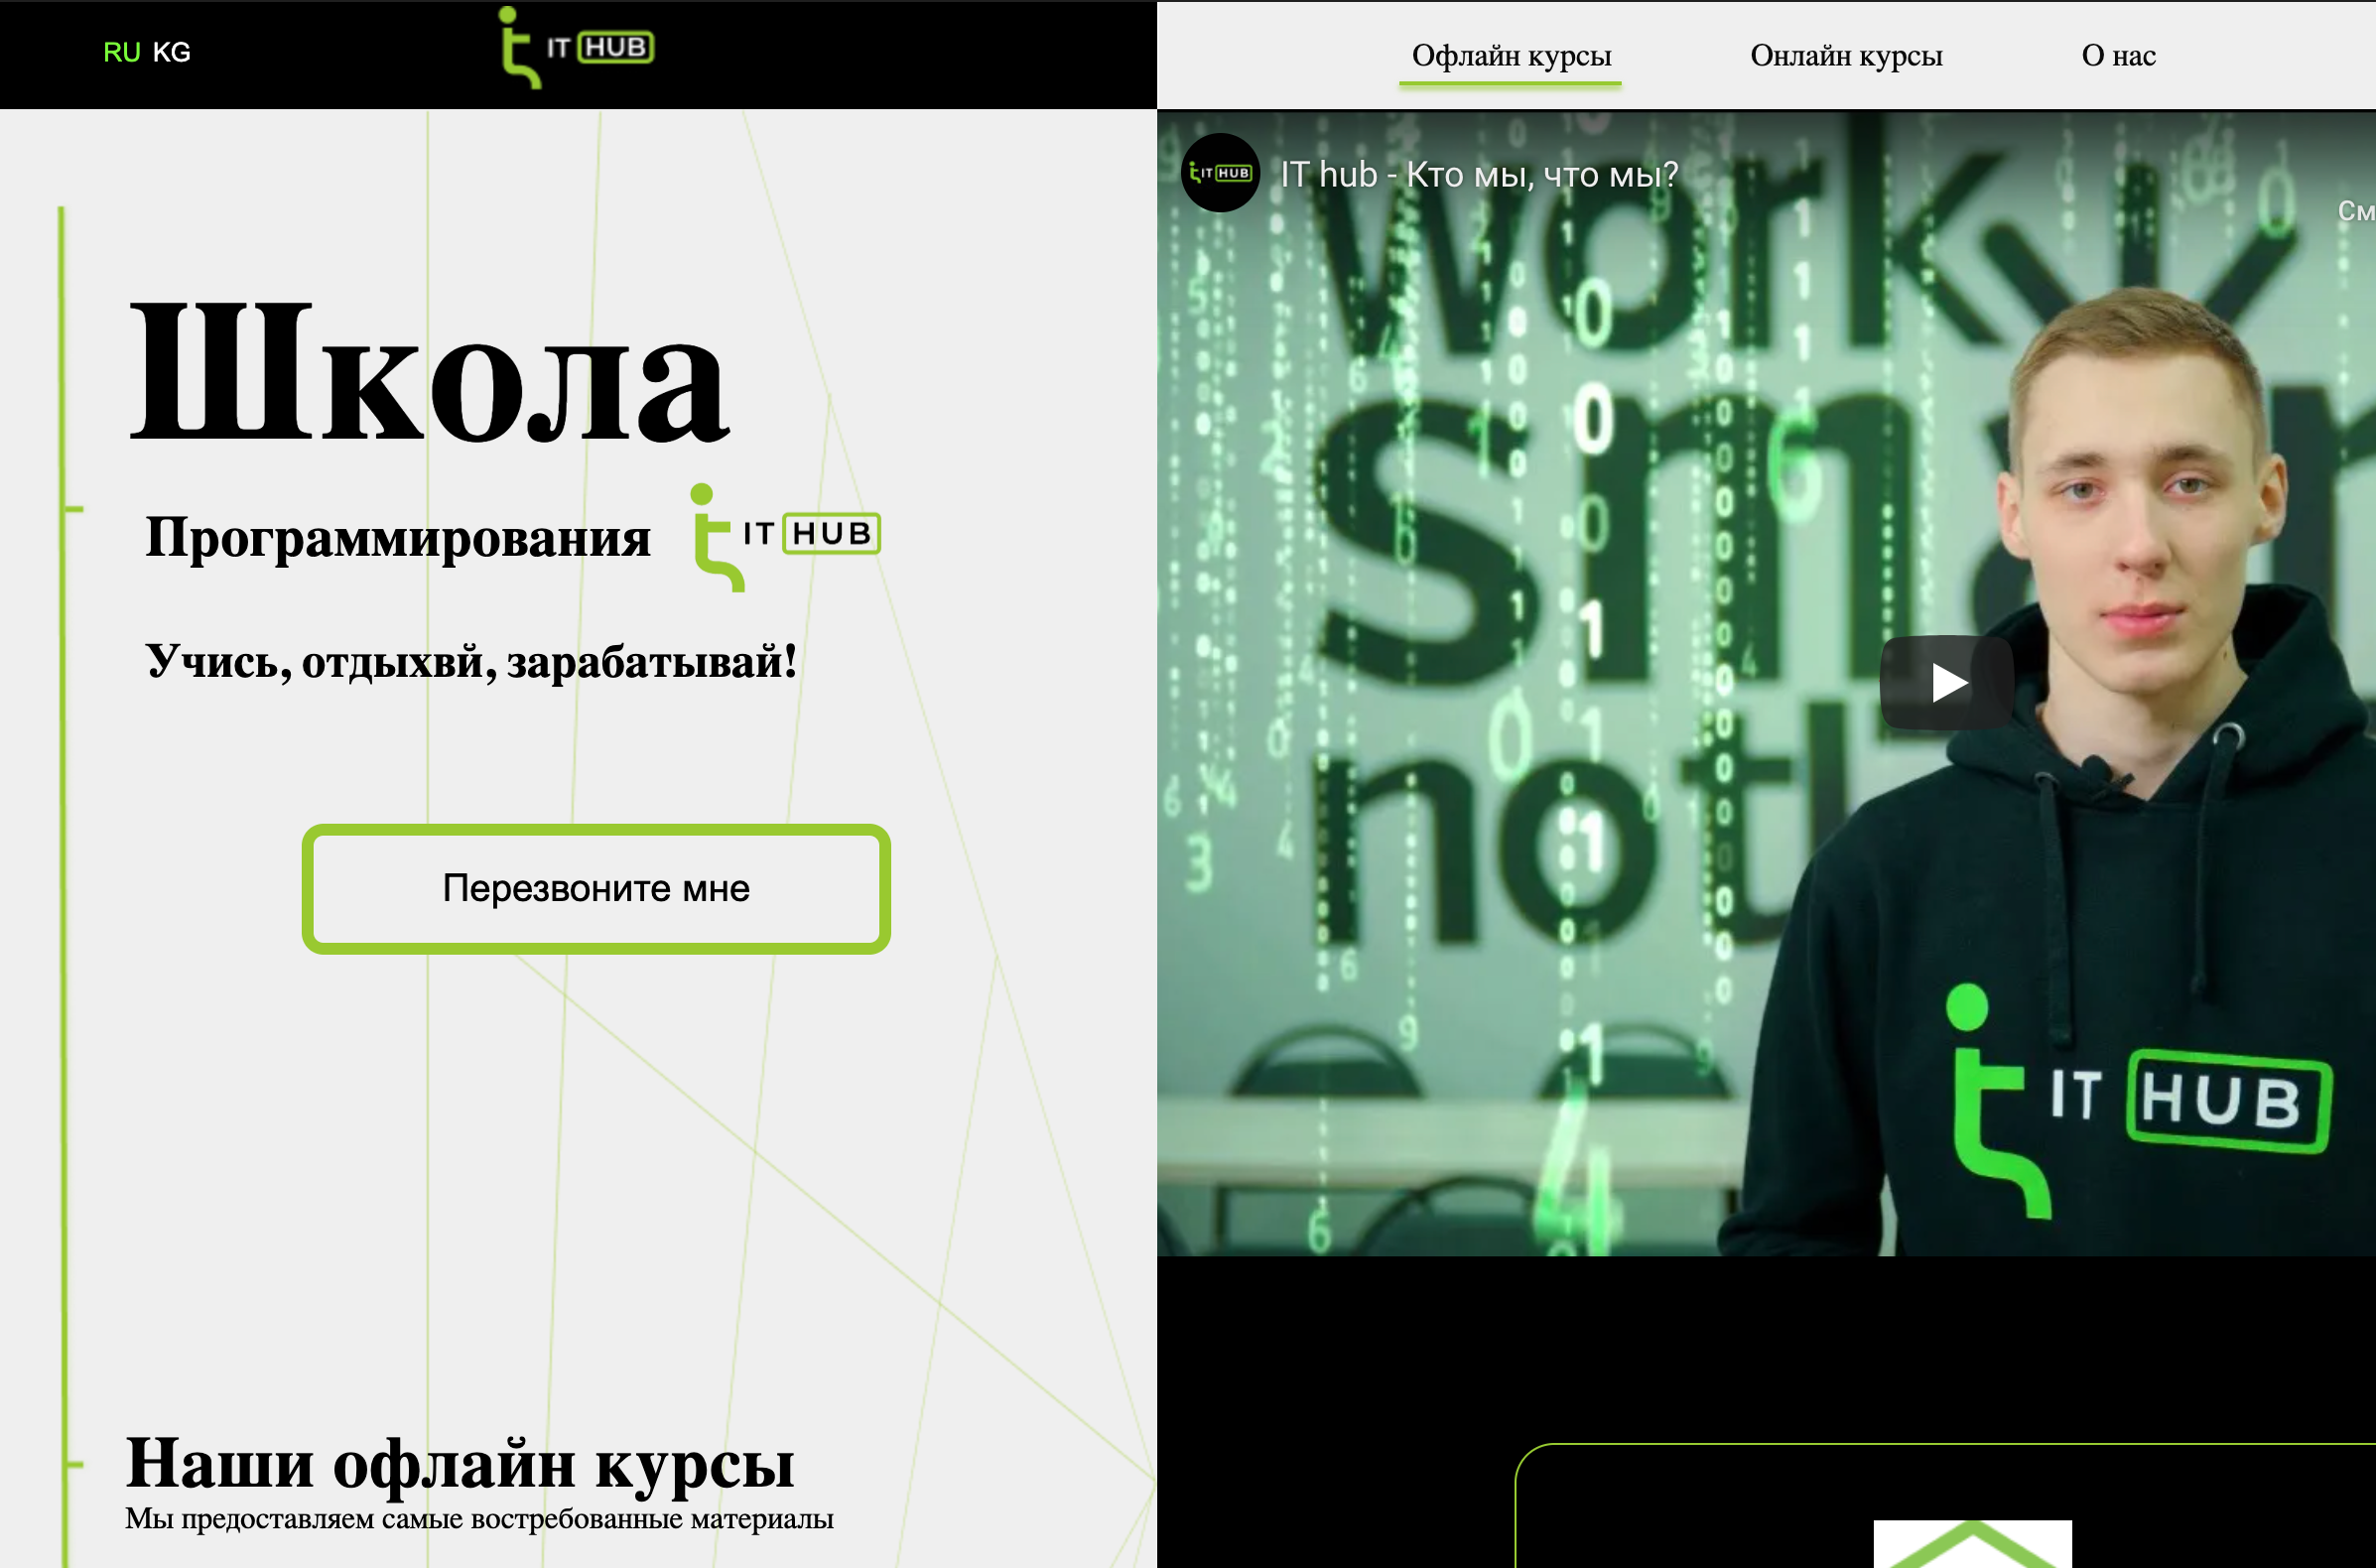 RU KG
IT HUB
Офлайн курсы
Онлайн курсы
О нас
Школа
Программирования
IT HUB
Учись, отдыхвй, зарабатывай!
Перезвоните мне
Наши офлайн курсы
Мы предоставляем самые востребованные материалы
IT HUB
IT hub - Кто мы, что мы?
См
work
not
IT HUB